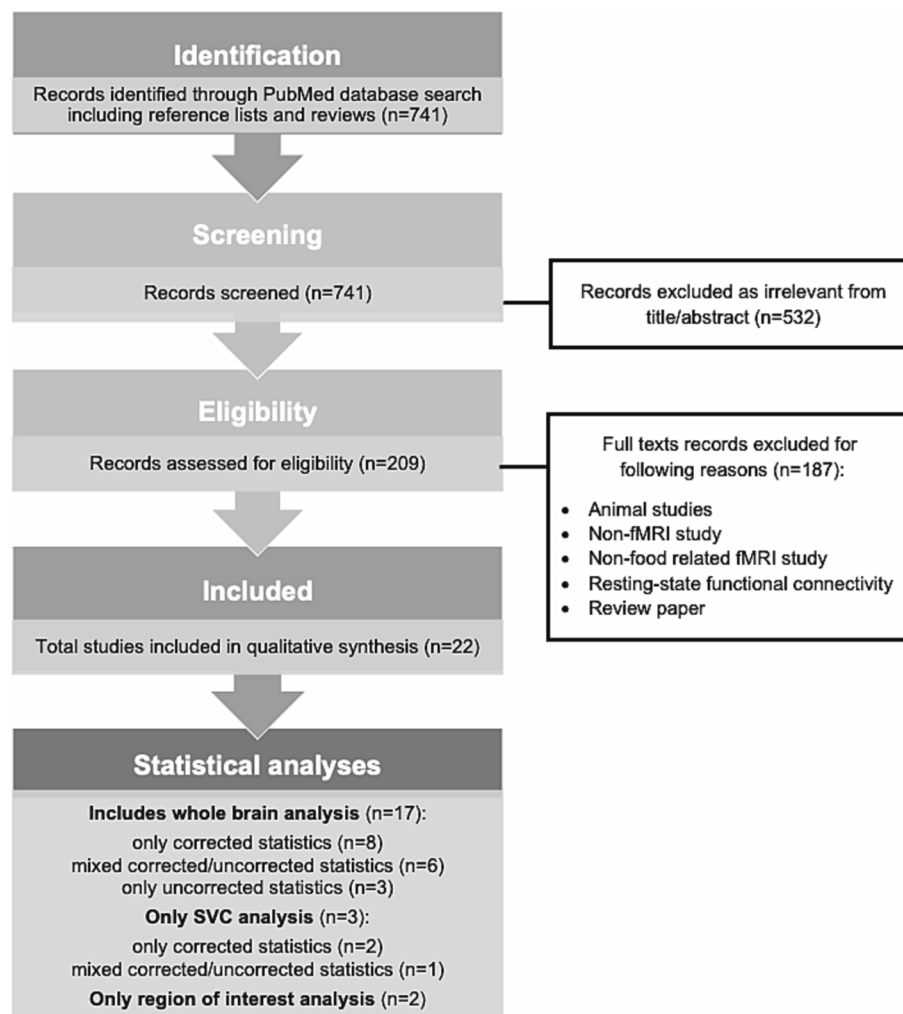 Identification
Records identified through PubMed database search
including reference lists and reviews (n=741)
Screening
Records screened (n=741)
Records excluded as irrelevant from
title/abstract (n=532)
Eligibility
Records assessed for eligibility (n=209)
Full texts records excluded for
following reasons (n=187):
• Animal studies
• Non-fMRI study
• Non-food related fMRI study
• Resting-state functional connectivity
• Review paper
Included
Total studies included in qualitative synthesis (n=22)
Statistical analyses
Includes whole brain analysis (n=17):
only corrected statistics (n=8)
mixed corrected/uncorrected statistics (n=6)
only uncorrected statistics (n=3)
Only SVC analysis (n=3):
only corrected statistics (n=2)
mixed corrected/uncorrected statistics (n=1)
Only region of interest analysis (n=2)